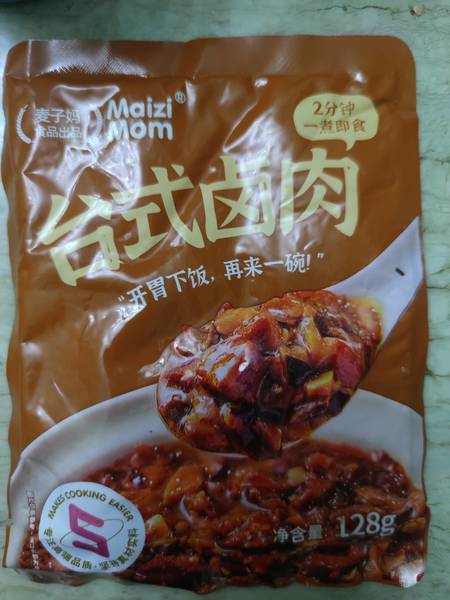 麦子妈
食品出品
Maizi®
Mom
2分钟
一煮即食
台式卤肉
“开胃下饭，再来一碗！”
MAKES COOKING EASIER
净含量 128g